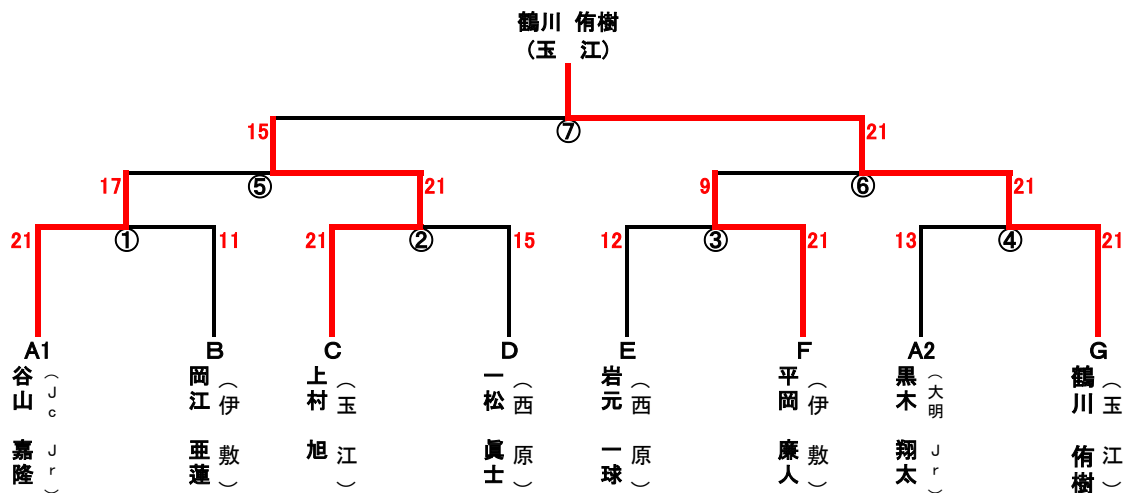 鶴川 侑樹
(玉 江)
⑦
15
21
⑤
⑥
17
21
9
21
①
②
③
④
21
11
21
15
12
21
13
21
A1
B
C
D
E
F
A2
G
谷山 嘉隆
(Jc Jr)
岡江 亜蓮
(伊敷)
上村 旭
(玉江)
一松 眞士
(西原)
岩元 一球
(西原)
平岡 廉人
(伊敷)
黒木 翔太
(大明 Jr)
鶴川 侑樹
(玉江)